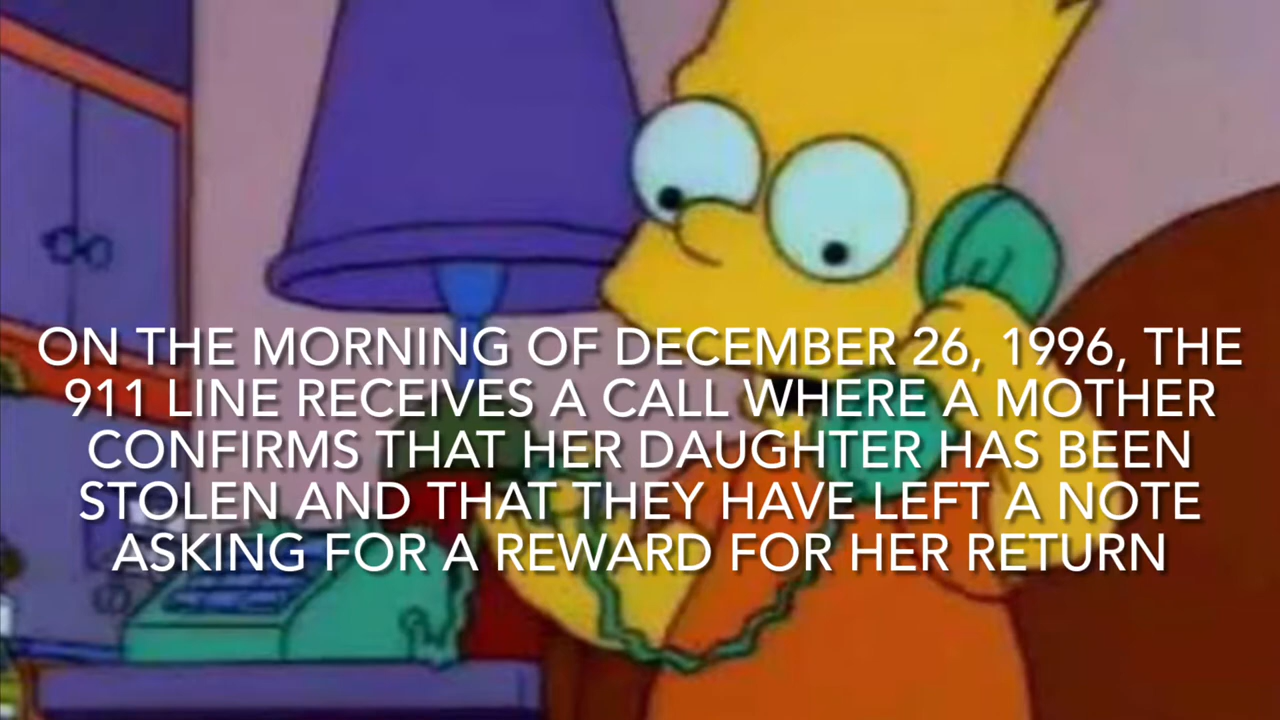 ON THE MORNING OF DECEMBER 26, 1996, THE
911 LINE RECEIVES A CALL WHERE A MOTHER
CONFIRMS THAT HER DAUGHTER HAS BEEN
STOLEN AND THAT THEY HAVE LEFT A NOTE
ASKING FOR A REWARD FOR HER RETURN